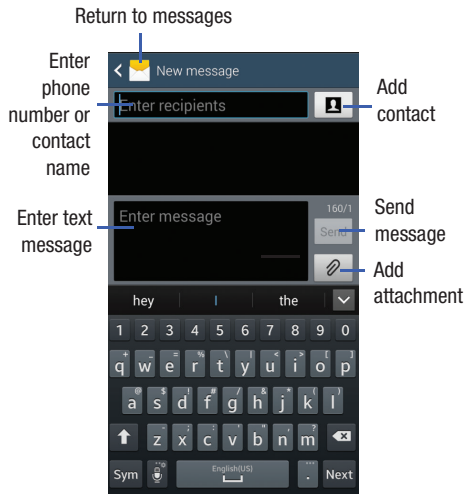 Return to messages
Enter
phone
number or
contact
name
New message
Enter recipients
Add
contact
Enter text
message
Enter message
160/1
Send
Send
message
Add
attachment
hey I the
1 2 3 4 5 6 7 8 9 0
+ - = % \ | < > [ ]
q w e r t y u i o p
@ $ ! # / & * ( )
a s d f g h j k l
z x c v b n m
Sym English(US) . Next